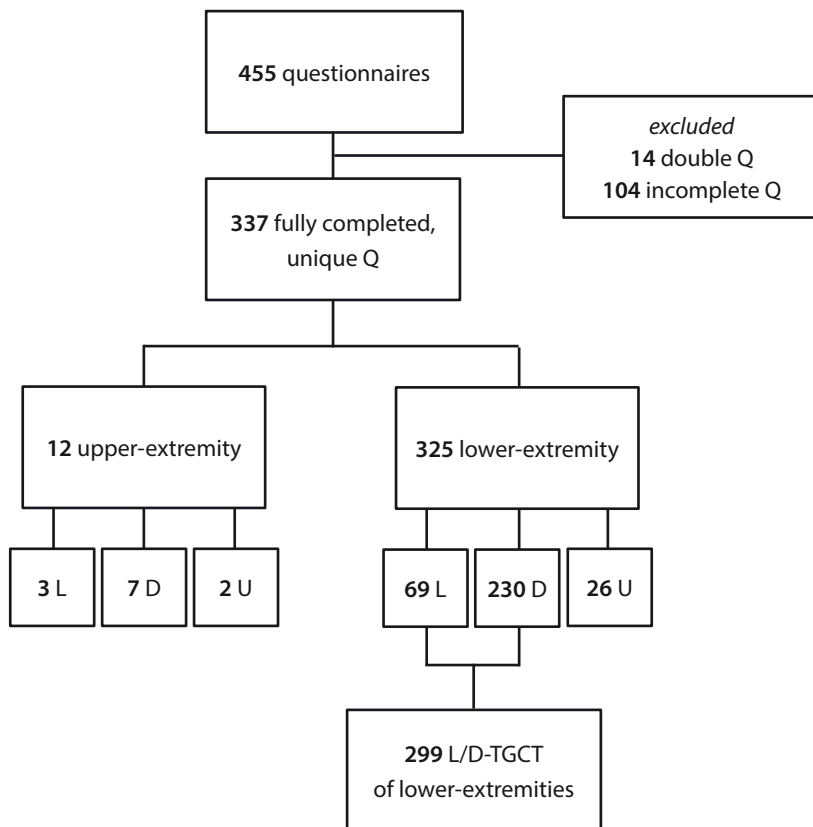 455 questionnaires
excluded
14 double Q
104 incomplete Q
337 fully completed,
unique Q
12 upper-extremity
325 lower-extremity
3 L
7 D
2 U
69 L
230 D
26 U
299 L/D-TGCT
of lower-extremities